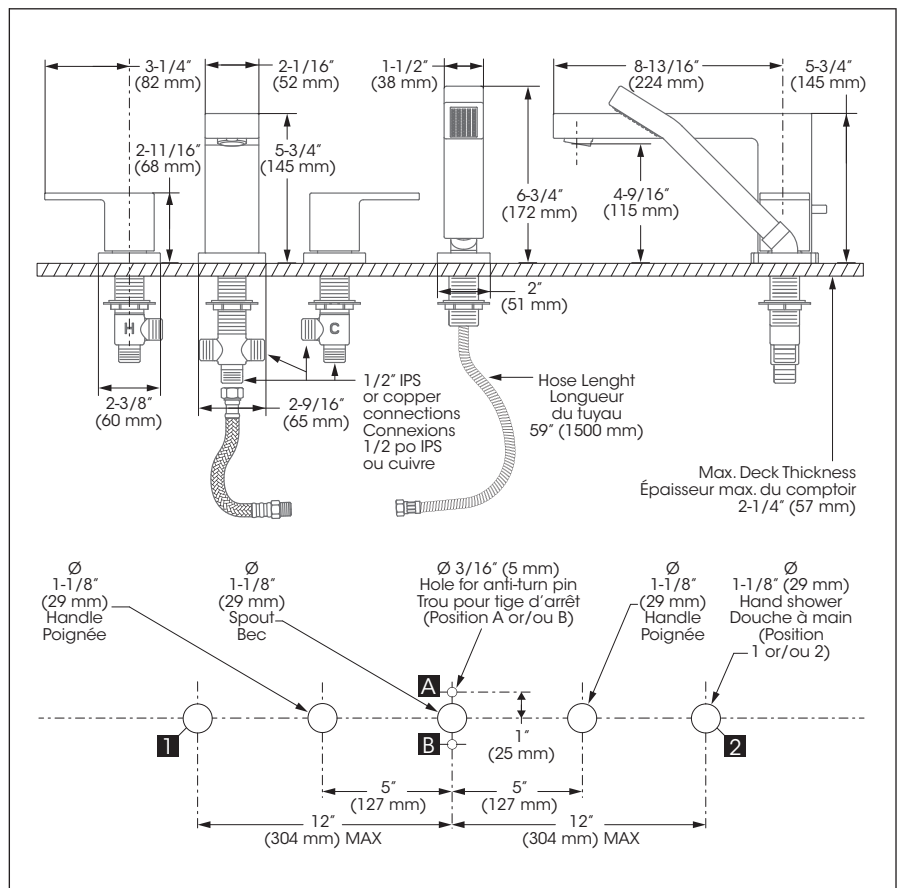 3-1/4"
(82 mm)
2-1/16"
(52 mm)
1-1/2"
(38 mm)
8-13/16"
(224 mm)
5-3/4"
(145 mm)
2-11/16"
(68 mm)
5-3/4"
(145 mm)
6-3/4"
(172 mm)
4-9/16"
(115 mm)
2"
(51 mm)
H
C
2-3/8"
(60 mm)
2-9/16"
(65 mm)
1/2" IPS
or copper
connections
Connexions
1/2 po IPS
ou cuivre
Hose Lenght
Longueur
du tuyau
59" (1500 mm)
Max. Deck Thickness
Épaisseur max. du comptoir
2-1/4" (57 mm)
Ø
1-1/8"
(29 mm)
Handle
Poignée
Ø
1-1/8"
(29 mm)
Spout
Bec
Ø 3/16" (5 mm)
Hole for anti-turn pin
Trou pour tige d'arrêt
(Position A or/ou B)
Ø
1-1/8"
(29 mm)
Handle
Poignée
Ø
1-1/8" (29 mm)
Hand shower
Douche à main
(Position
1 or/ou 2)
A
B
1
2
1"
(25 mm)
5"
(127 mm)
5"
(127 mm)
12"
(304 mm) MAX
12"
(304 mm) MAX